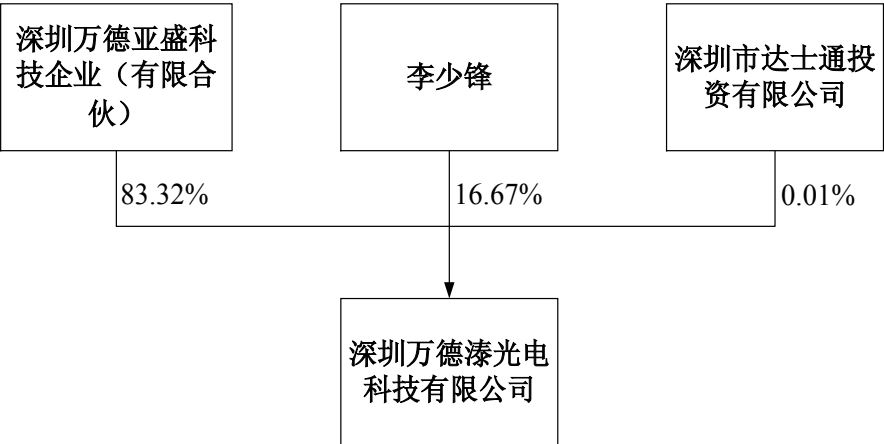 深圳万德亚盛科
技企业（有限合
伙）
李少锋
深圳市达士通投
资有限公司
83.32%
16.67%
0.01%
深圳万德溙光电
科技有限公司